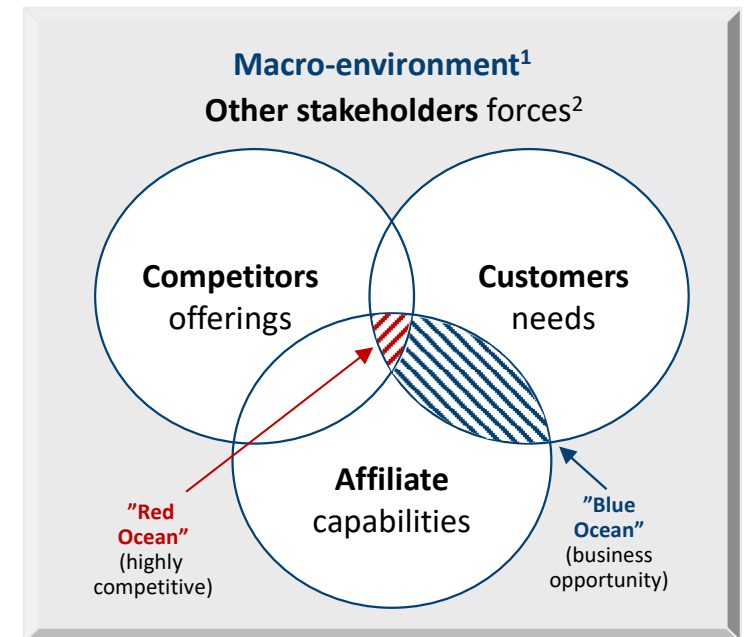 Macro-environment¹
Other stakeholders forces²
Competitors
offerings
Customers
needs
Affiliate
capabilities
”Red
Ocean”
(highly
competitive)
”Blue
Ocean”
(business
opportunity)